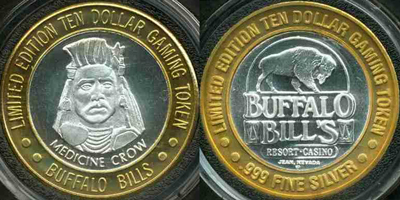 LIMITED EDITION TEN DOLLAR GAMING TOKEN
MEDICINE CROW
• BUFFALO BILLS •
LIMITED EDITION TEN DOLLAR GAMING TOKEN
BUFFALO
BILL'S
RESORT • CASINO
JEAN, NEVADA
• .999 FINE SILVER •